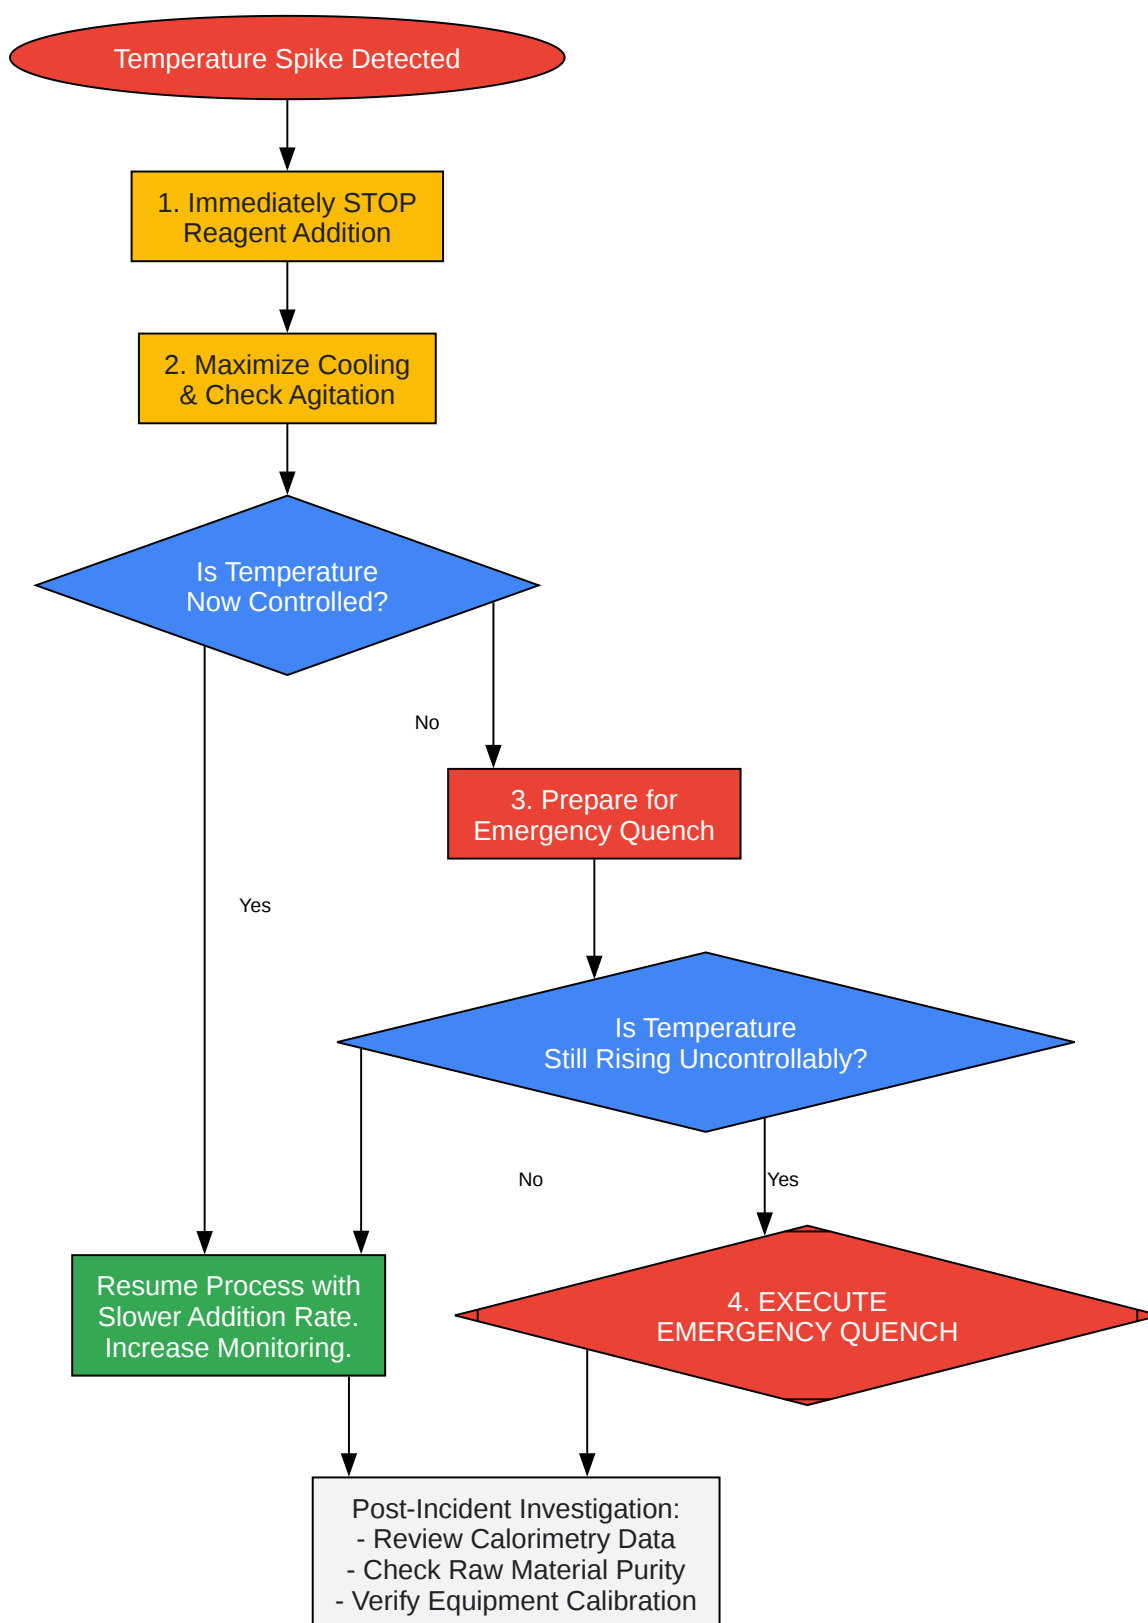 Temperature Spike Detected
1. Immediately STOP
Reagent Addition
2. Maximize Cooling
& Check Agitation
Is Temperature
Now Controlled?
No
3. Prepare for
Emergency Quench
Yes
Is Temperature
Still Rising Uncontrollably?
No
Yes
Resume Process with
Slower Addition Rate.
Increase Monitoring.
4. EXECUTE
EMERGENCY QUENCH
Post-Incident Investigation:
- Review Calorimetry Data
- Check Raw Material Purity
- Verify Equipment Calibration